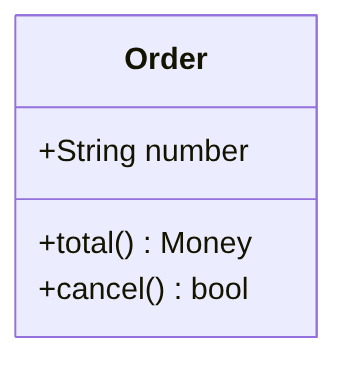 Order
+String number
+total() : Money
+cancel() : bool